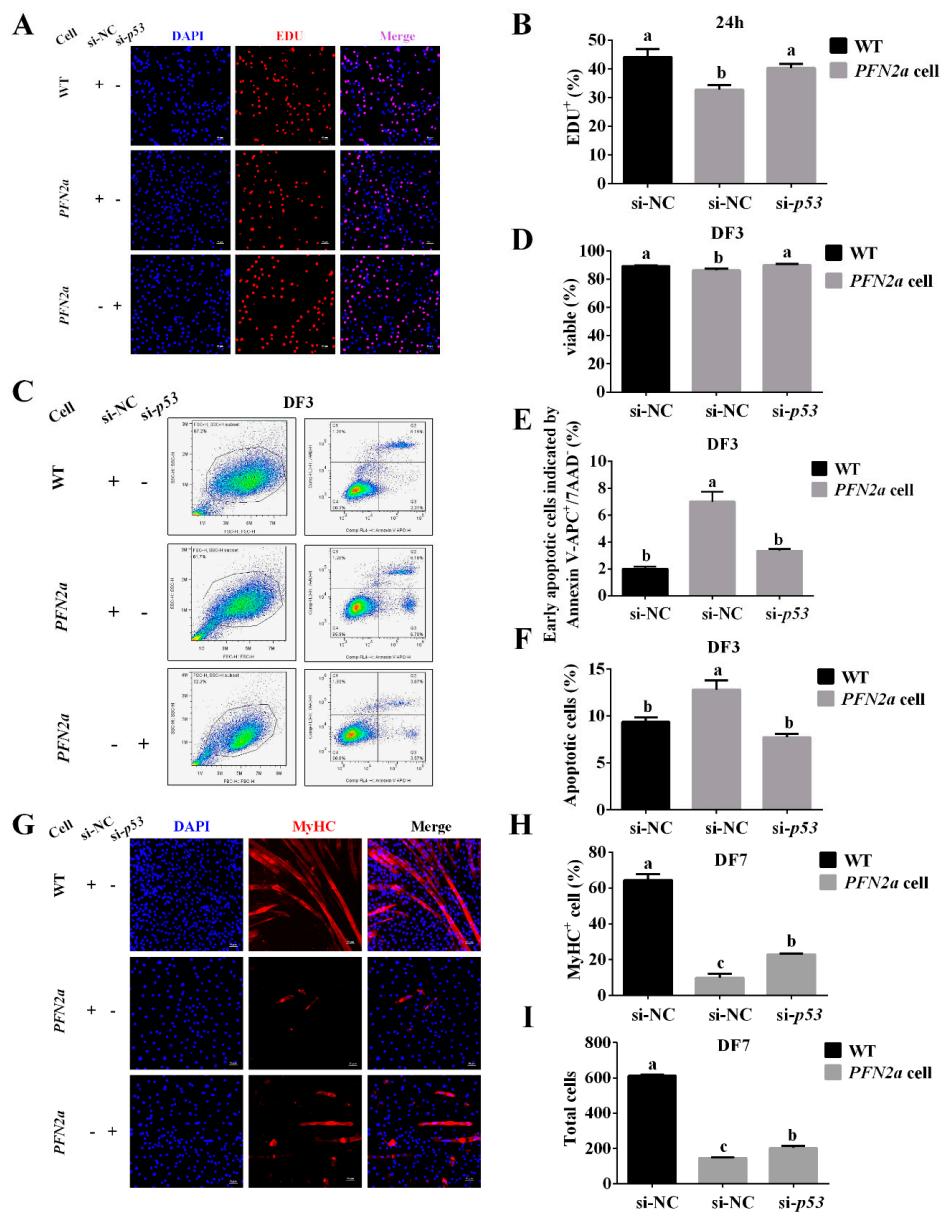 A
Cell si-NC si-p53 DAPI EDU Merge
WT + -
PFN2a + -
PFN2a - +
B
24h
EDU+ (%)
50
40
30
20
10
0
a b a
si-NC si-NC si-p53
WT
PFN2a cell
C
Cell si-NC si-p53 DF3
WT + -
PFN2a + -
PFN2a - +
D
DF3
viable (%)
100
80
60
40
20
0
a b a
si-NC si-NC si-p53
WT
PFN2a cell
E
DF3
Early apoptotic cells indicated by
Annexin V-APC+/7AAD- (%)
10
8
6
4
2
0
b a b
si-NC si-NC si-p53
WT
PFN2a cell
F
DF3
Apoptotic cells (%)
15
10
5
0
b a b
si-NC si-NC si-p53
WT
PFN2a cell
G
Cell si-NC si-p53 DAPI MyHC Merge
WT + -
PFN2a + -
PFN2a - +
H
DF7
MyHC+ cell (%)
80
60
40
20
0
a c b
si-NC si-NC si-p53
WT
PFN2a cell
I
DF7
Total cells
800
600
400
200
0
a c b
si-NC si-NC si-p53
WT
PFN2a cell